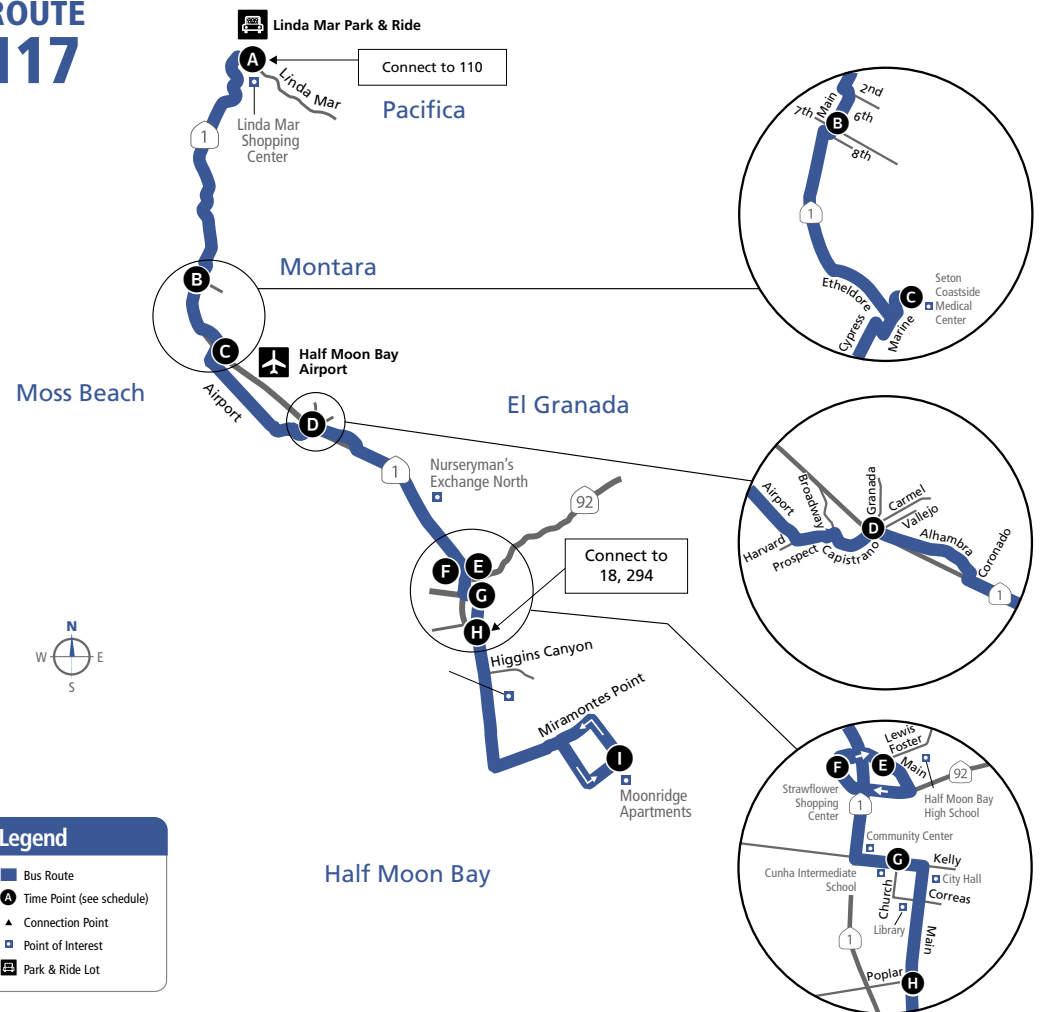 ROUTE
117
Linda Mar Park & Ride
A
Connect to 110
Linda Mar
Pacifica
Linda Mar
Shopping
Center
1
Montara
B
C
Half Moon Bay
Airport
Moss Beach
Airport
D
El Granada
1
Nurseryman's
Exchange North
92
Connect to
18, 294
F
E
G
H
N
W
E
S
Higgins Canyon
Miramontes Point
I
Moonridge
Apartments
Half Moon Bay
Legend
Bus Route
A Time Point (see schedule)
Connection Point
Point of Interest
Park & Ride Lot
2nd
Main
7th
B
6th
8th
1
Etheldore
C
Seton
Coastside
Medical
Center
Cypress
Marine
Airport
Broadway
Granada
Carmel
Vallejo
D
Alhambra
Coronado
Harvard
Prospect
Capistrano
1
Lewis
Foster
F
E
Main
92
Strawflower
Shopping
Center
1
Half Moon Bay
High School
Community Center
G
Kelly
Cunha Intermediate
School
City Hall
Church
Correas
Library
1
Main
Poplar
H